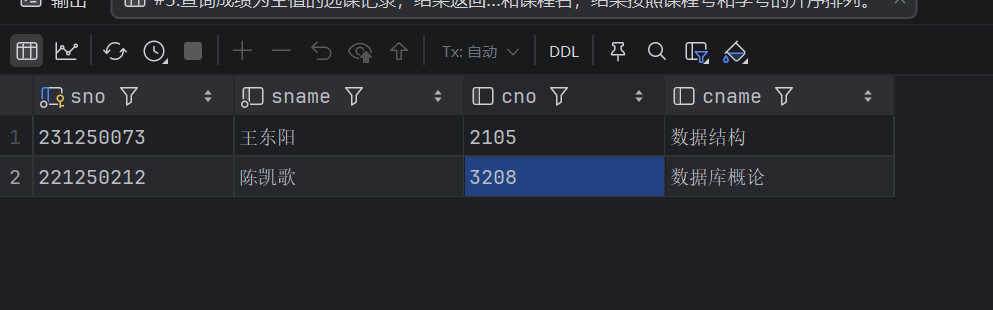 输出 #5.查询成绩为空值的选课记录，结果返回...和课程名，结果按照课程号和学号的升序排列。
Tx: 自动 DDL
sno sname cno cname
1 231250073 王东阳 2105 数据结构
2 221250212 陈凯歌 3208 数据库概论